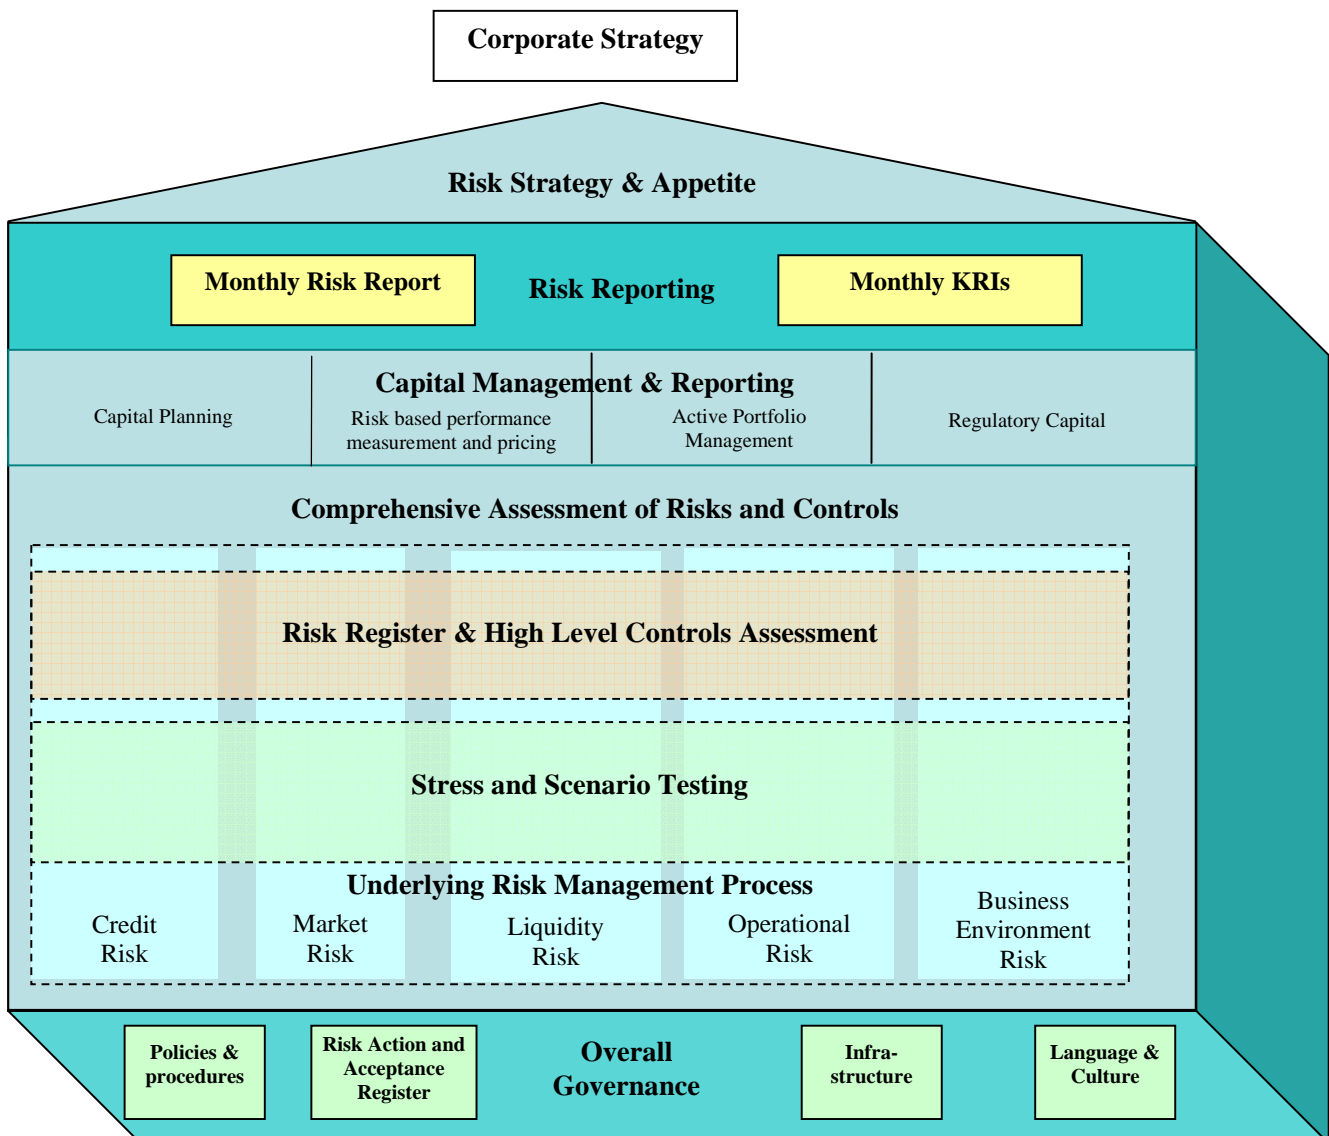 Corporate Strategy
Risk Strategy & Appetite
Monthly Risk Report
Risk Reporting
Monthly KRIs
Capital Management & Reporting
Capital Planning
Risk based performance
measurement and pricing
Active Portfolio
Management
Regulatory Capital
Comprehensive Assessment of Risks and Controls
Risk Register & High Level Controls Assessment
Stress and Scenario Testing
Underlying Risk Management Process
Credit
Risk
Market
Risk
Liquidity
Risk
Operational
Risk
Business
Environment
Risk
Policies &
procedures
Risk Action and
Acceptance
Register
Overall
Governance
Infra-
structure
Language &
Culture